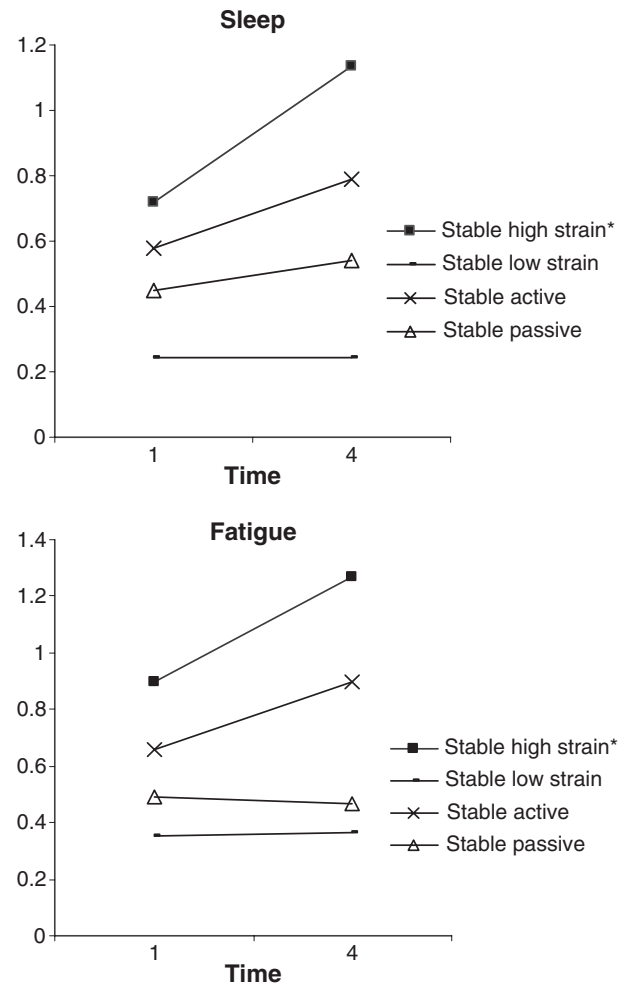 Sleep
1.2
1
0.8
0.6
0.4
0.2
0
1 4
Time
Stable high strain*
Stable low strain
Stable active
Stable passive
Fatigue
1.4
1.2
1
0.8
0.6
0.4
0.2
0
1 4
Time
Stable high strain*
Stable low strain
Stable active
Stable passive